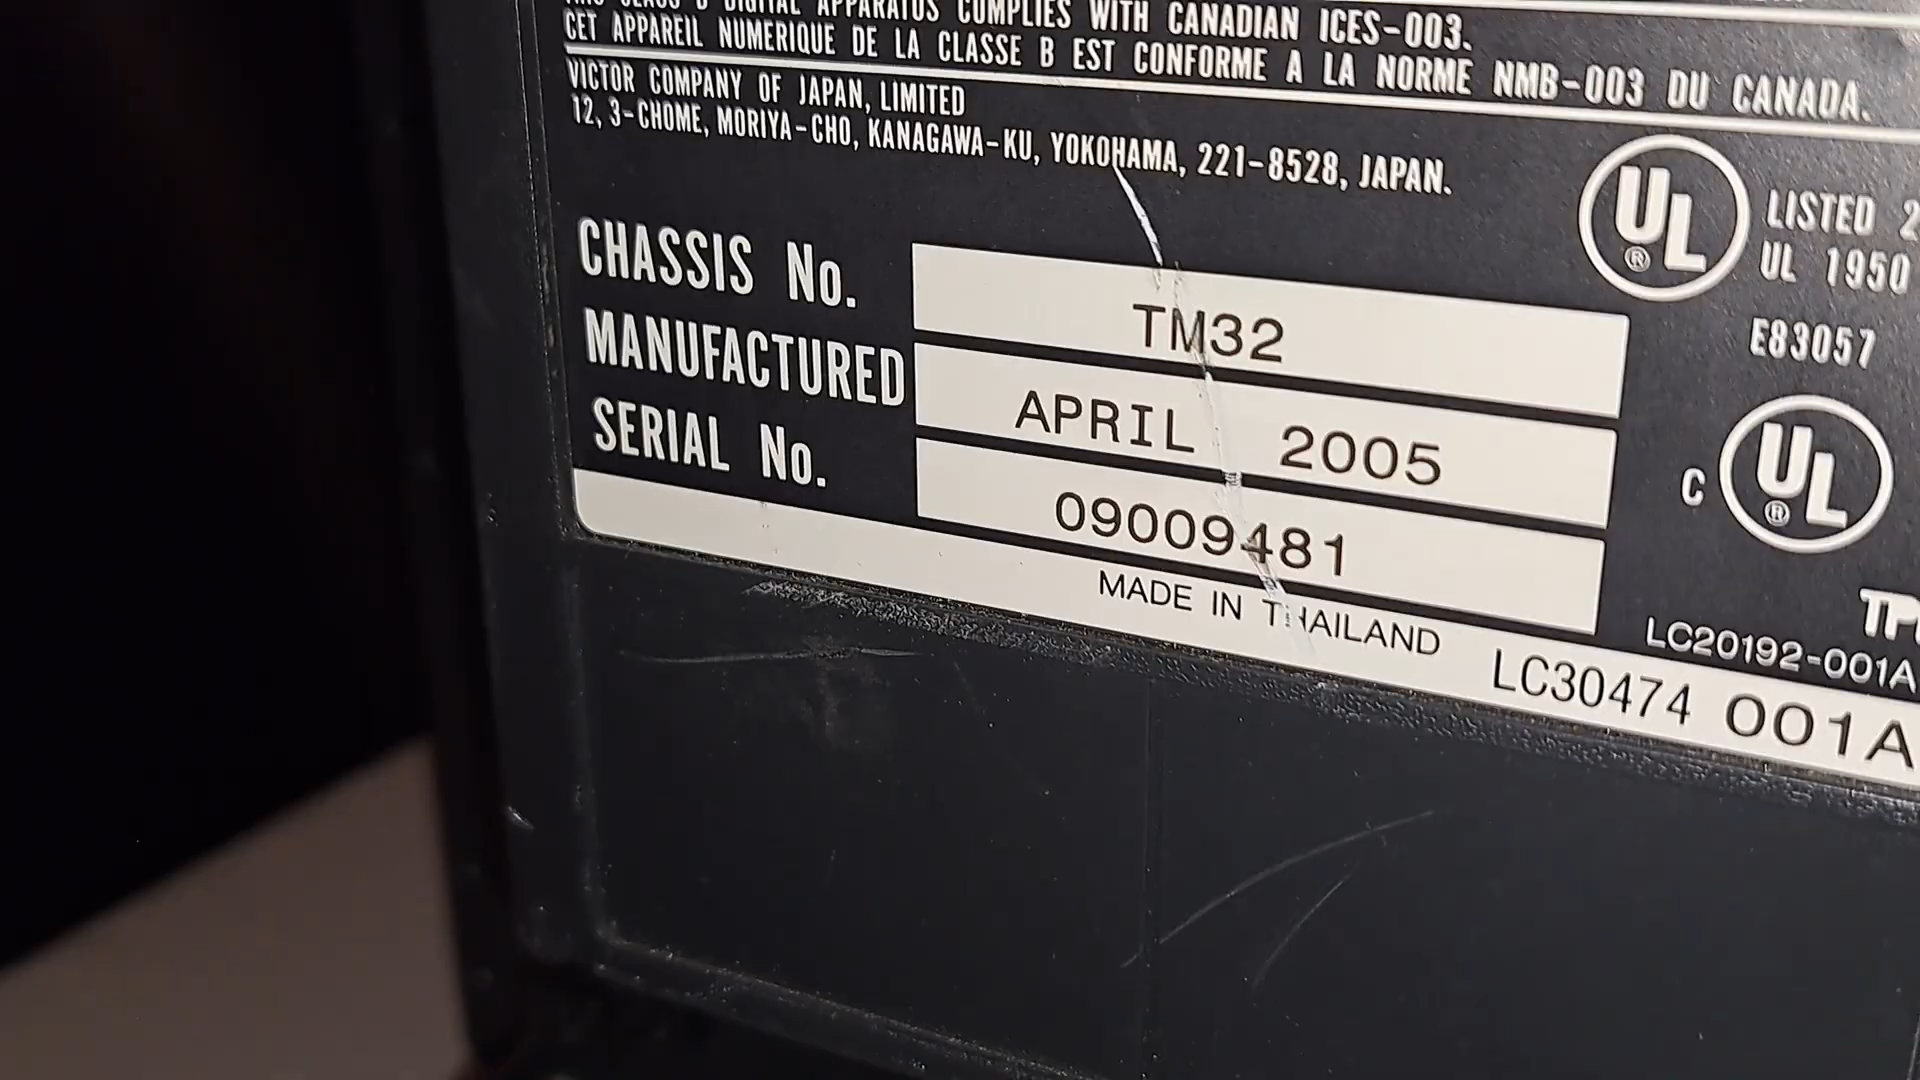 THIS CLASS B DIGITAL APPARATUS COMPLIES WITH CANADIAN ICES-003.
CET APPAREIL NUMERIQUE DE LA CLASSE B EST CONFORME A LA NORME NMB-003 DU CANADA.
VICTOR COMPANY OF JAPAN, LIMITED
12, 3-CHOME, MORIYA-CHO, KANAGAWA-KU, YOKOHAMA, 221-8528, JAPAN.
UL ®
LISTED 2
UL 1950
E83057
CHASSIS No. TM32
MANUFACTURED APRIL 2005
SERIAL No. 09009481
C UL ®
MADE IN THAILAND
LC20192-001A
LC30474 001A